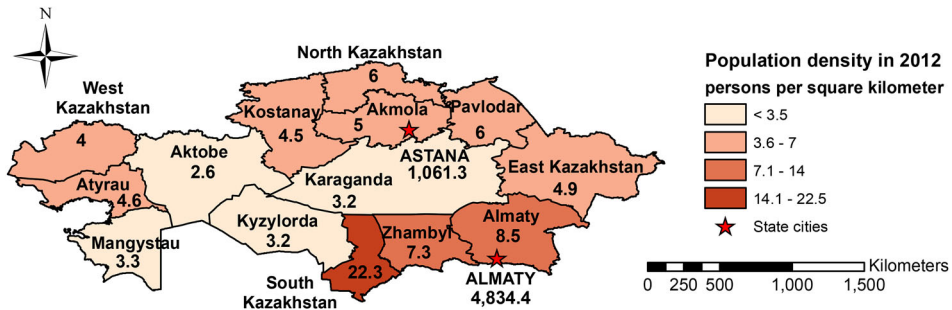 N
North Kazakhstan
6
West
Kazakhstan
4
Kostanay
4.5
Akmola
5
Pavlodar
6
Aktobe
2.6
ASTANA
1,061.3
East Kazakhstan
4.9
Atyrau
4.6
Karaganda
3.2
Kyzylorda
3.2
Zhambyl
7.3
Almaty
8.5
Mangystau
3.3
22.3
South
Kazakhstan
ALMATY
4,834.4
Population density in 2012
persons per square kilometer
< 3.5
3.6 - 7
7.1 - 14
14.1 - 22.5
State cities
Kilometers
0 250 500 1,000 1,500